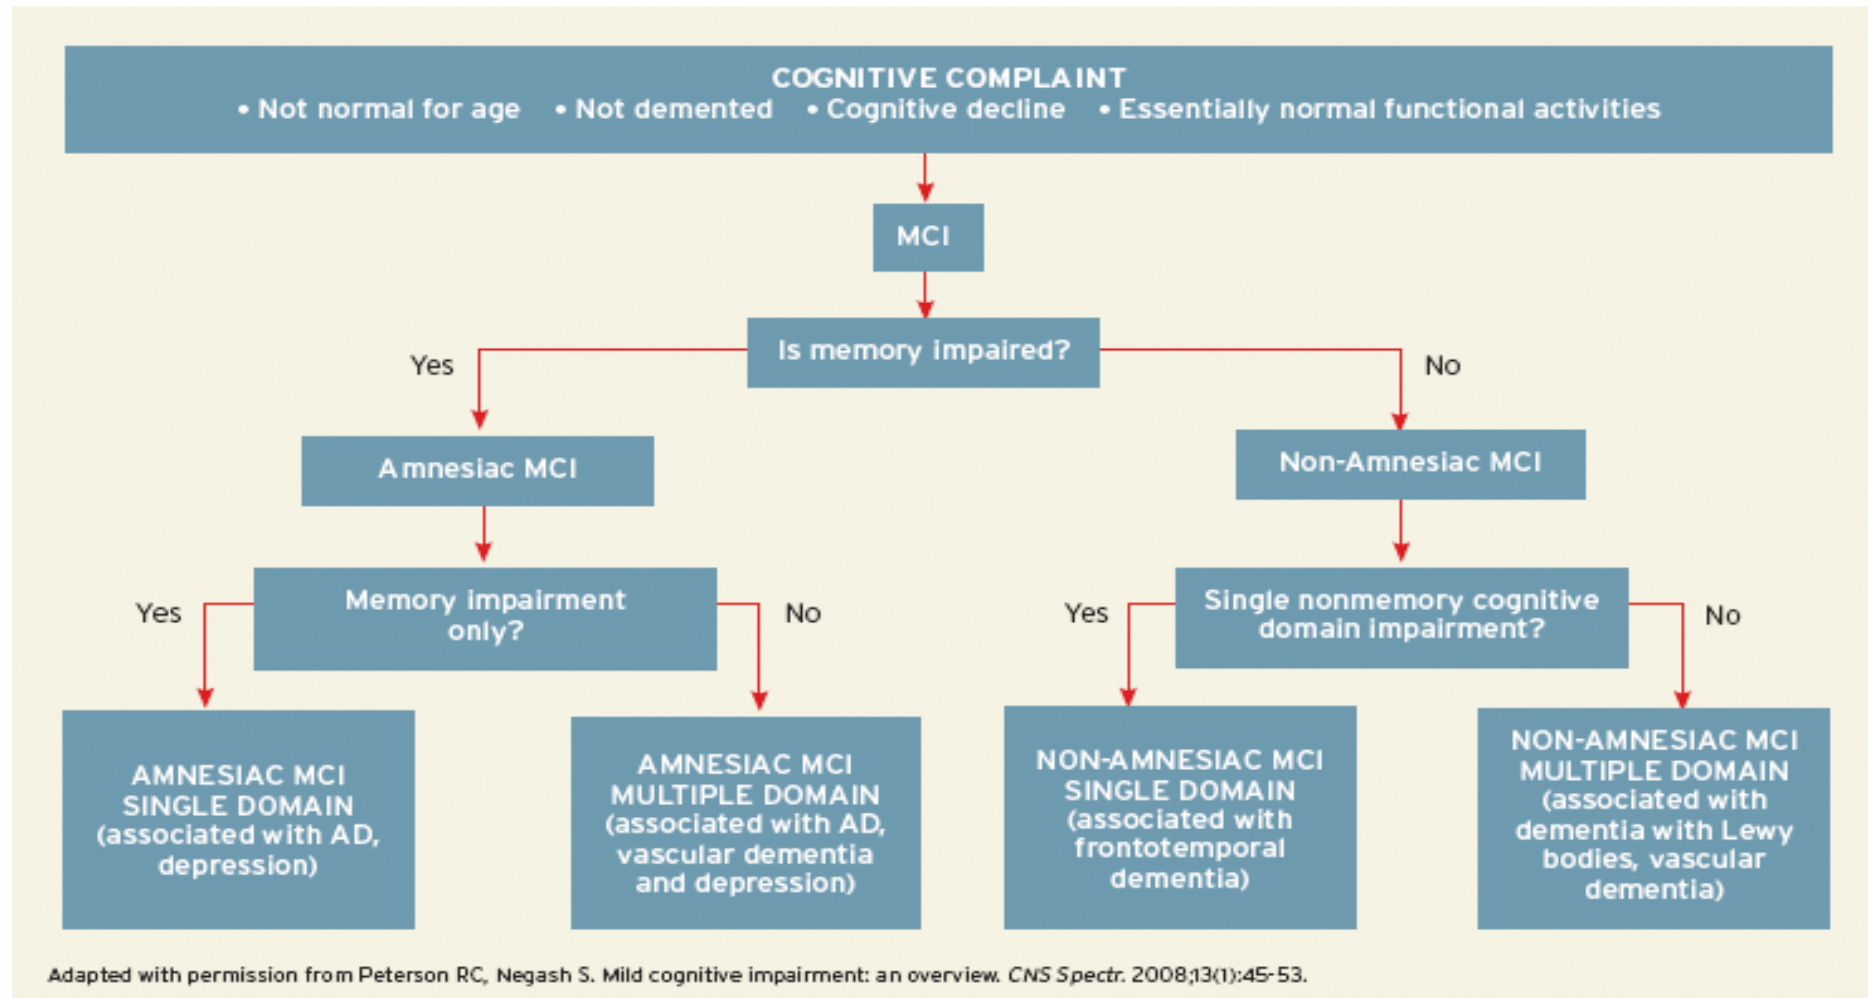 COGNITIVE COMPLAINT
• Not normal for age • Not demented • Cognitive decline • Essentially normal functional activities
MCI
Is memory impaired?
Yes
No
Amnesiac MCI
Non-Amnesiac MCI
Memory impairment
only?
Yes
No
Single nonmemory cognitive
domain impairment?
Yes
No
AMNESIAC MCI
SINGLE DOMAIN
(associated with AD,
depression)
AMNESIAC MCI
MULTIPLE DOMAIN
(associated with AD,
vascular dementia
and depression)
NON-AMNESIAC MCI
SINGLE DOMAIN
(associated with
frontotemporal
dementia)
NON-AMNESIAC MCI
MULTIPLE DOMAIN
(associated with
dementia with Lewy
bodies, vascular
dementia)
Adapted with permission from Peterson RC, Negash S. Mild cognitive impairment: an overview. CNS Spectr. 2008;13(1):45-53.